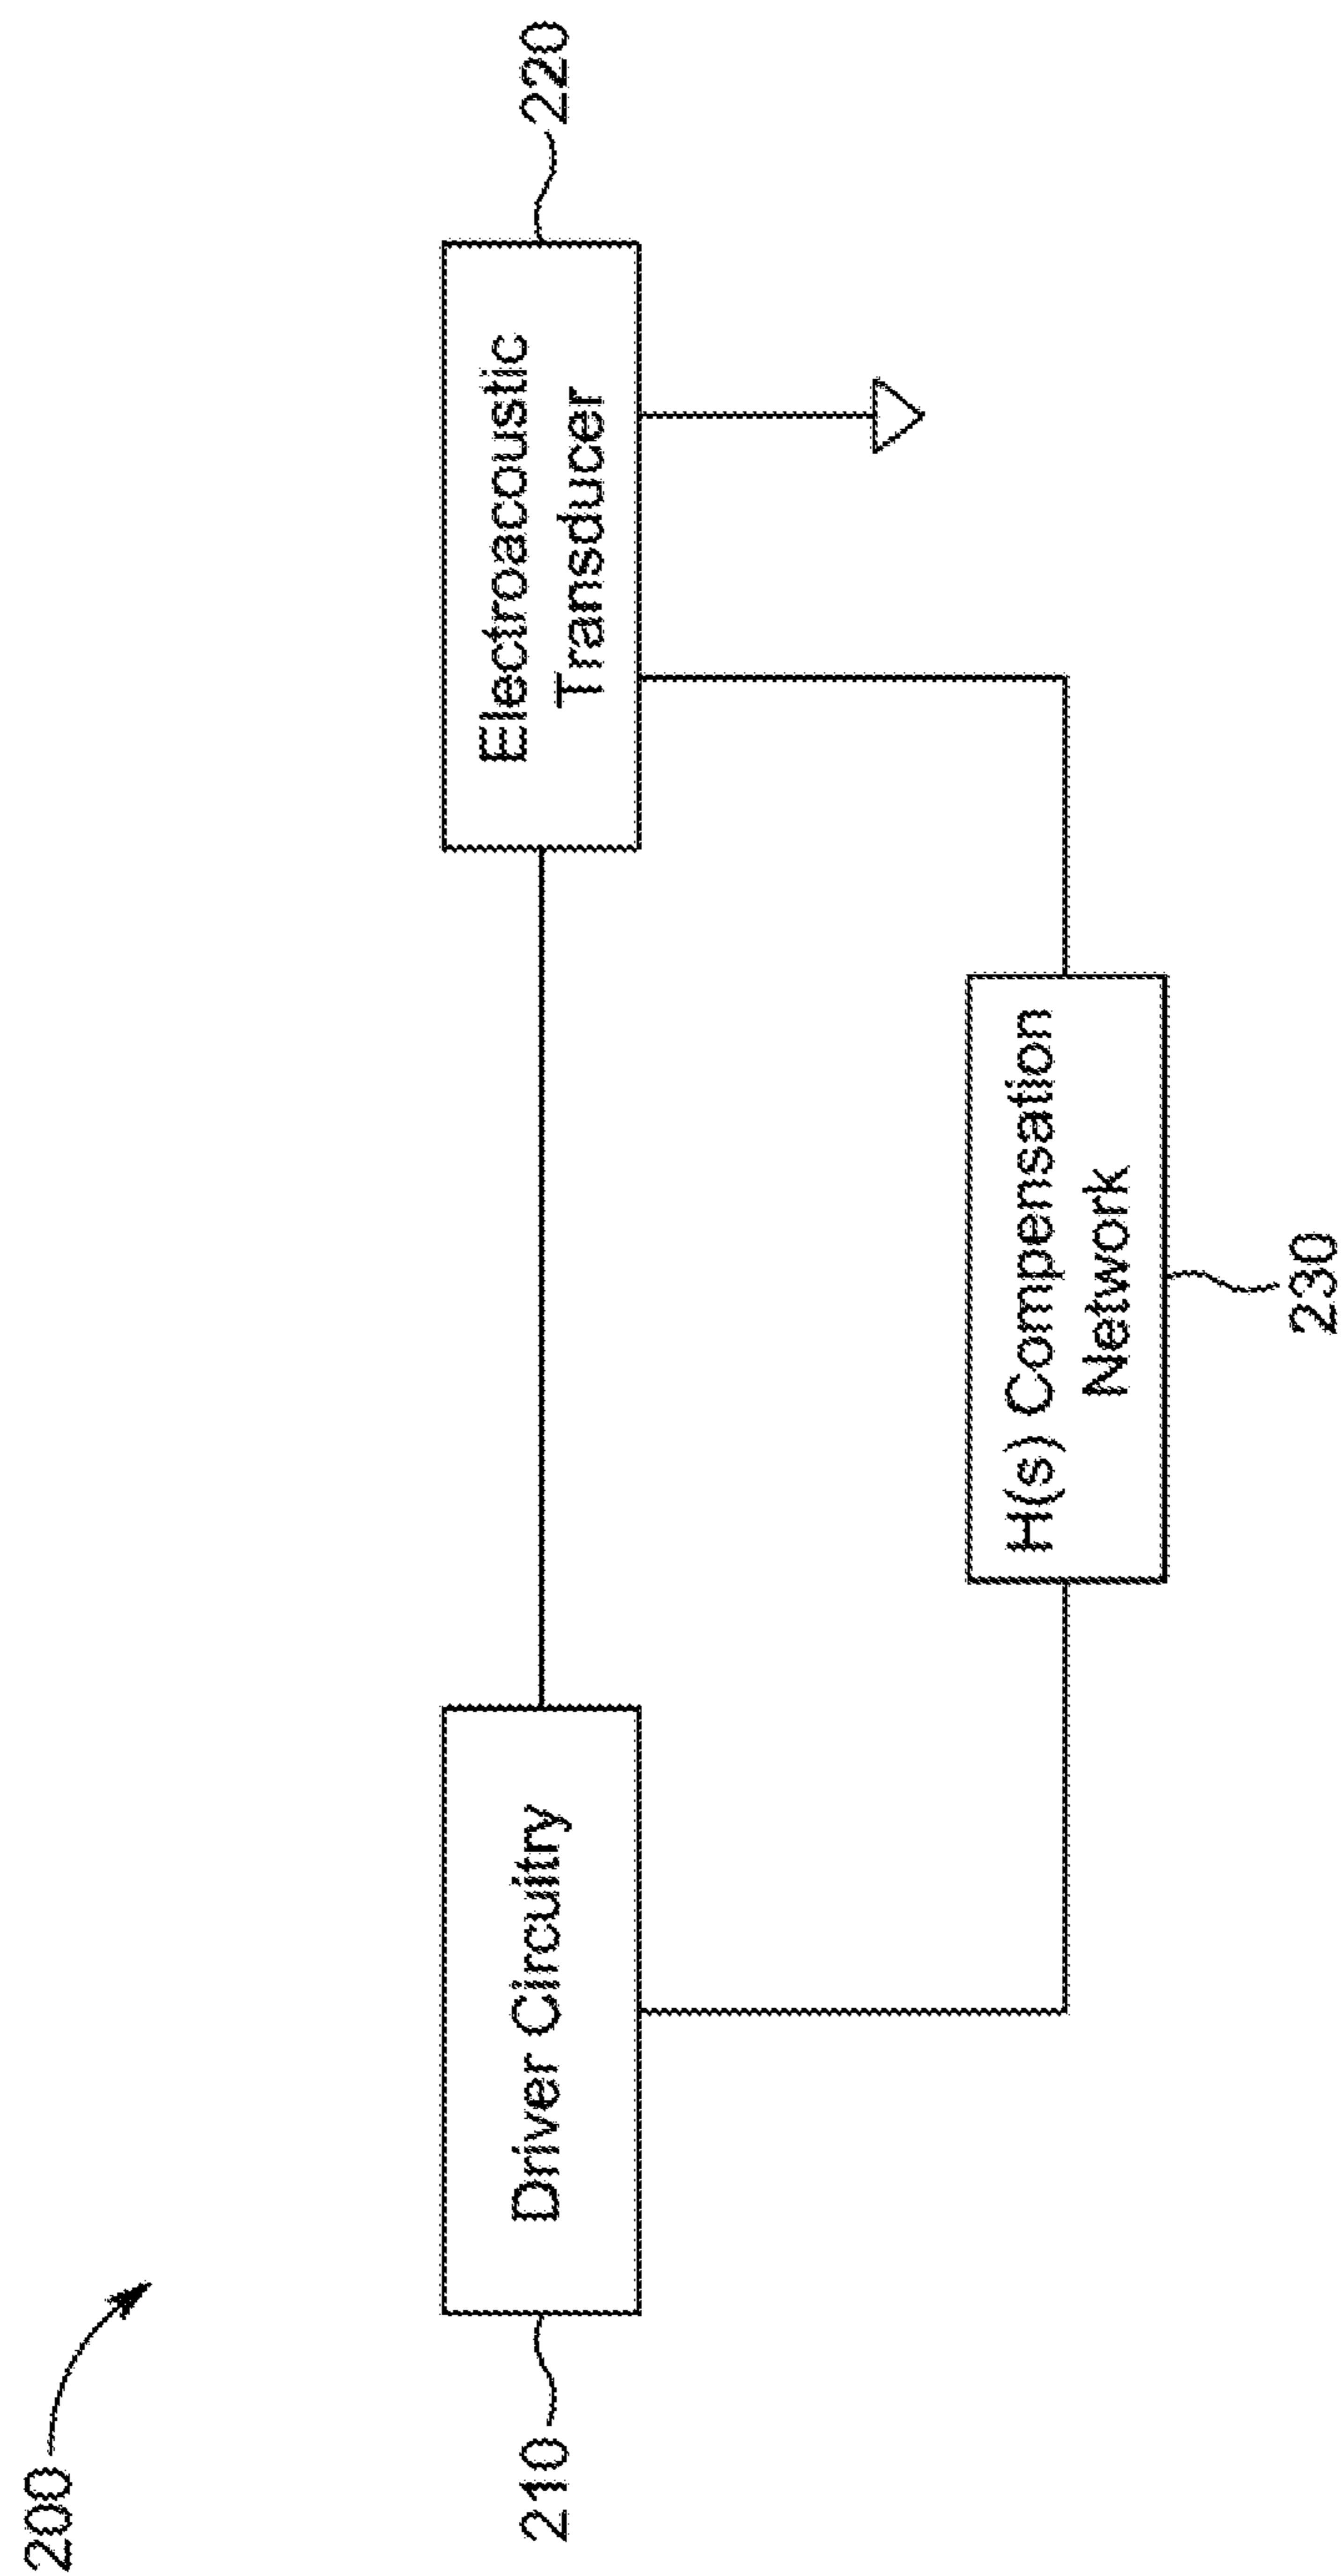 200
210
Driver Circuitry
Electroacoustic
Transducer
220
H(s) Compensation
Network
230